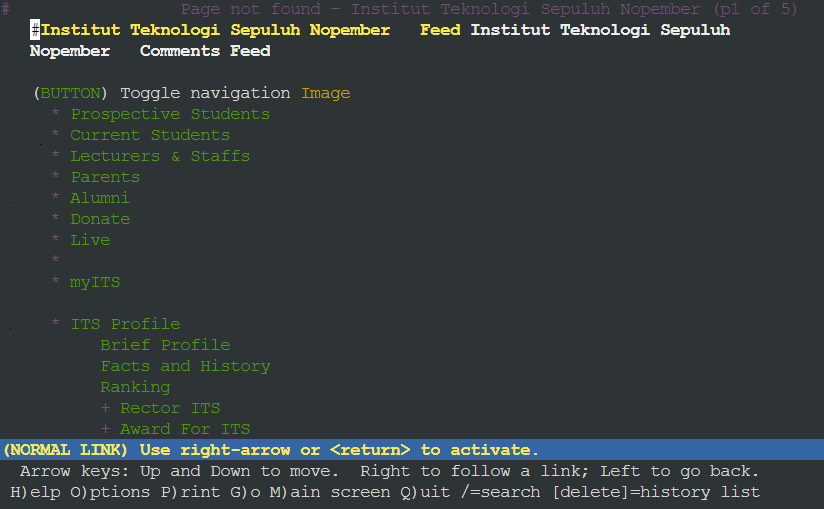 # Page not found – Institut Teknologi Sepuluh Nopember (p1 of 5)
#Institut Teknologi Sepuluh Nopember Feed Institut Teknologi Sepuluh
Nopember Comments Feed
(BUTTON) Toggle navigation Image
* Prospective Students
* Current Students
* Lecturers & Staffs
* Parents
* Alumni
* Donate
* Live
*
* myITS
* ITS Profile
Brief Profile
Facts and History
Ranking
+ Rector ITS
+ Award For ITS
(NORMAL LINK) Use right-arrow or <return> to activate.
Arrow keys: Up and Down to move. Right to follow a link; Left to go back.
H)elp O)ptions P)rint G)o M)ain screen Q)uit /=search [delete]=history list